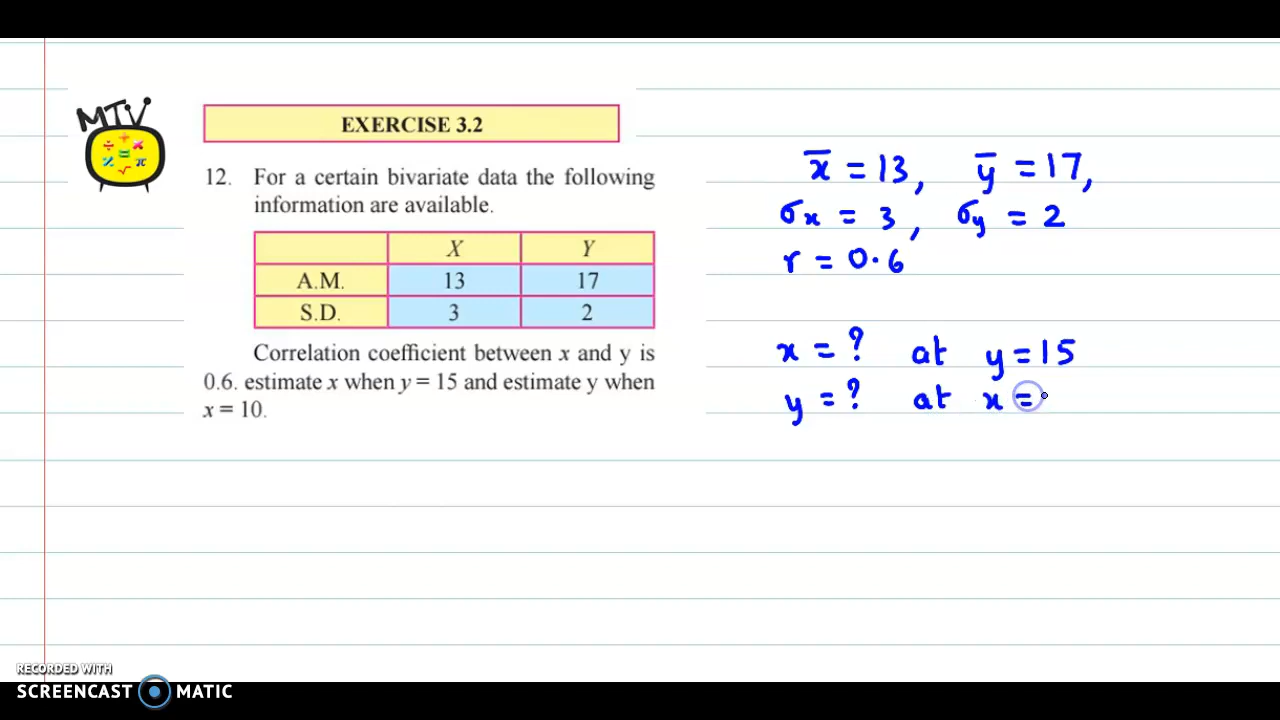 MTV
÷ + ×
% = π
√
EXERCISE 3.2
12. For a certain bivariate data the following
information are available.
X Y
A.M. 13 17
S.D. 3 2
Correlation coefficient between x and y is
0.6. estimate x when y = 15 and estimate y when
x = 10.
x̅ = 13, y̅ = 17,
σx = 3, σy = 2
r = 0.6
x = ? at y = 15
y = ? at x =
RECORDED WITH
SCREENCAST MATIC